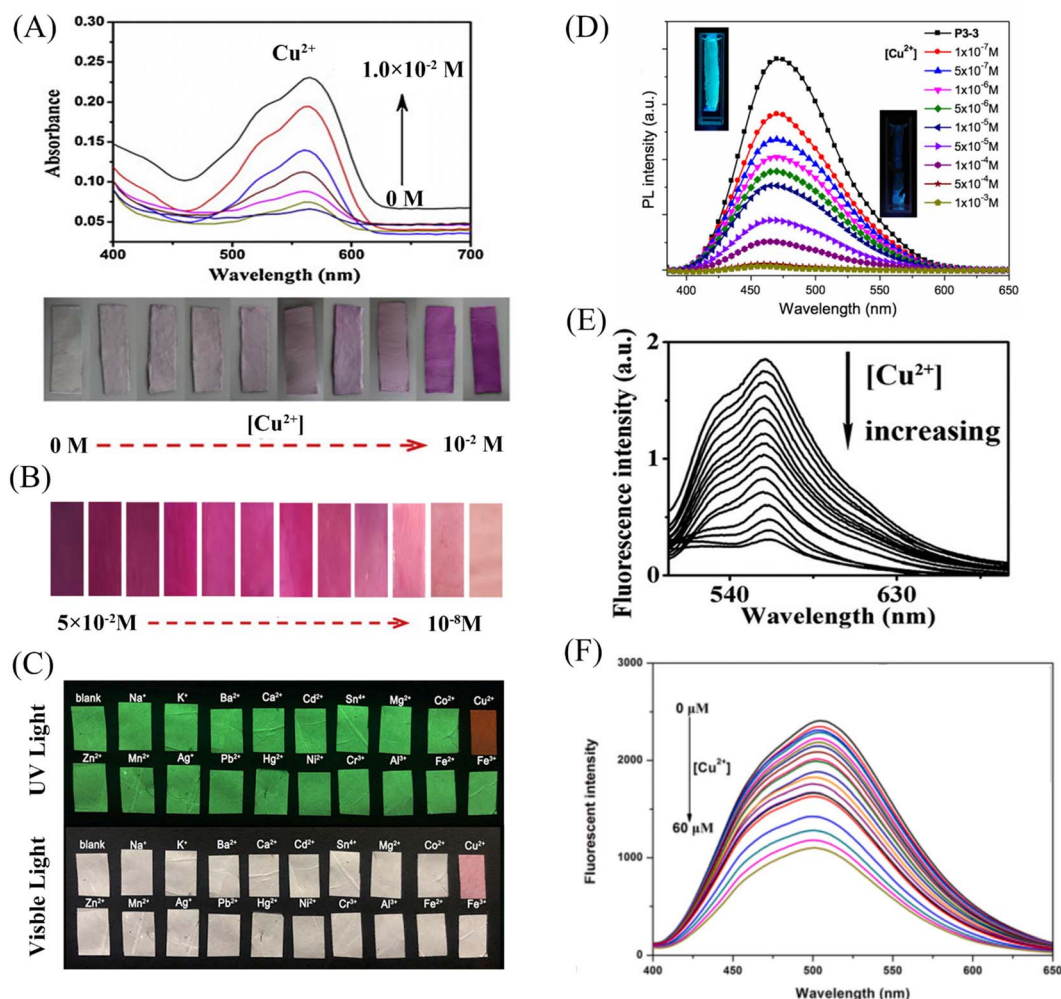 (A)
0.30
0.25
0.20
0.15
0.10
0.05
Absorbance
Cu²⁺
1.0×10⁻² M
0 M
400 500 600 700
Wavelength (nm)
[Cu²⁺]
0 M
10⁻² M
(B)
5×10⁻²M
10⁻⁸M
(C)
UV Light
blank Na⁺ K⁺ Ba²⁺ Ca²⁺ Cd²⁺ Sn⁴⁺ Mg²⁺ Co²⁺ Cu²⁺
Zn²⁺ Mn²⁺ Ag⁺ Pb²⁺ Hg²⁺ Ni²⁺ Cr³⁺ Al³⁺ Fe²⁺ Fe³⁺
Visble Light
blank Na⁺ K⁺ Ba²⁺ Ca²⁺ Cd²⁺ Sn⁴⁺ Mg²⁺ Co²⁺ Cu²⁺
Zn²⁺ Mn²⁺ Ag⁺ Pb²⁺ Hg²⁺ Ni²⁺ Cr³⁺ Al³⁺ Fe²⁺ Fe³⁺
(D)
PL intensity (a.u.)
P3-3
[Cu²⁺]
1x10⁻⁷M
5x10⁻⁷M
1x10⁻⁶M
5x10⁻⁶M
1x10⁻⁵M
5x10⁻⁵M
1x10⁻⁴M
5x10⁻⁴M
1x10⁻³M
400 450 500 550 600 650
Wavelength (nm)
(E)
Fluorescence intensity (a.u.)
2
1
0
[Cu²⁺]
increasing
540 630
Wavelength (nm)
(F)
Fluorescent intensity
3000
2000
1000
0
0 µM
[Cu²⁺]
60 µM
400 450 500 550 600 650
Wavelength (nm)